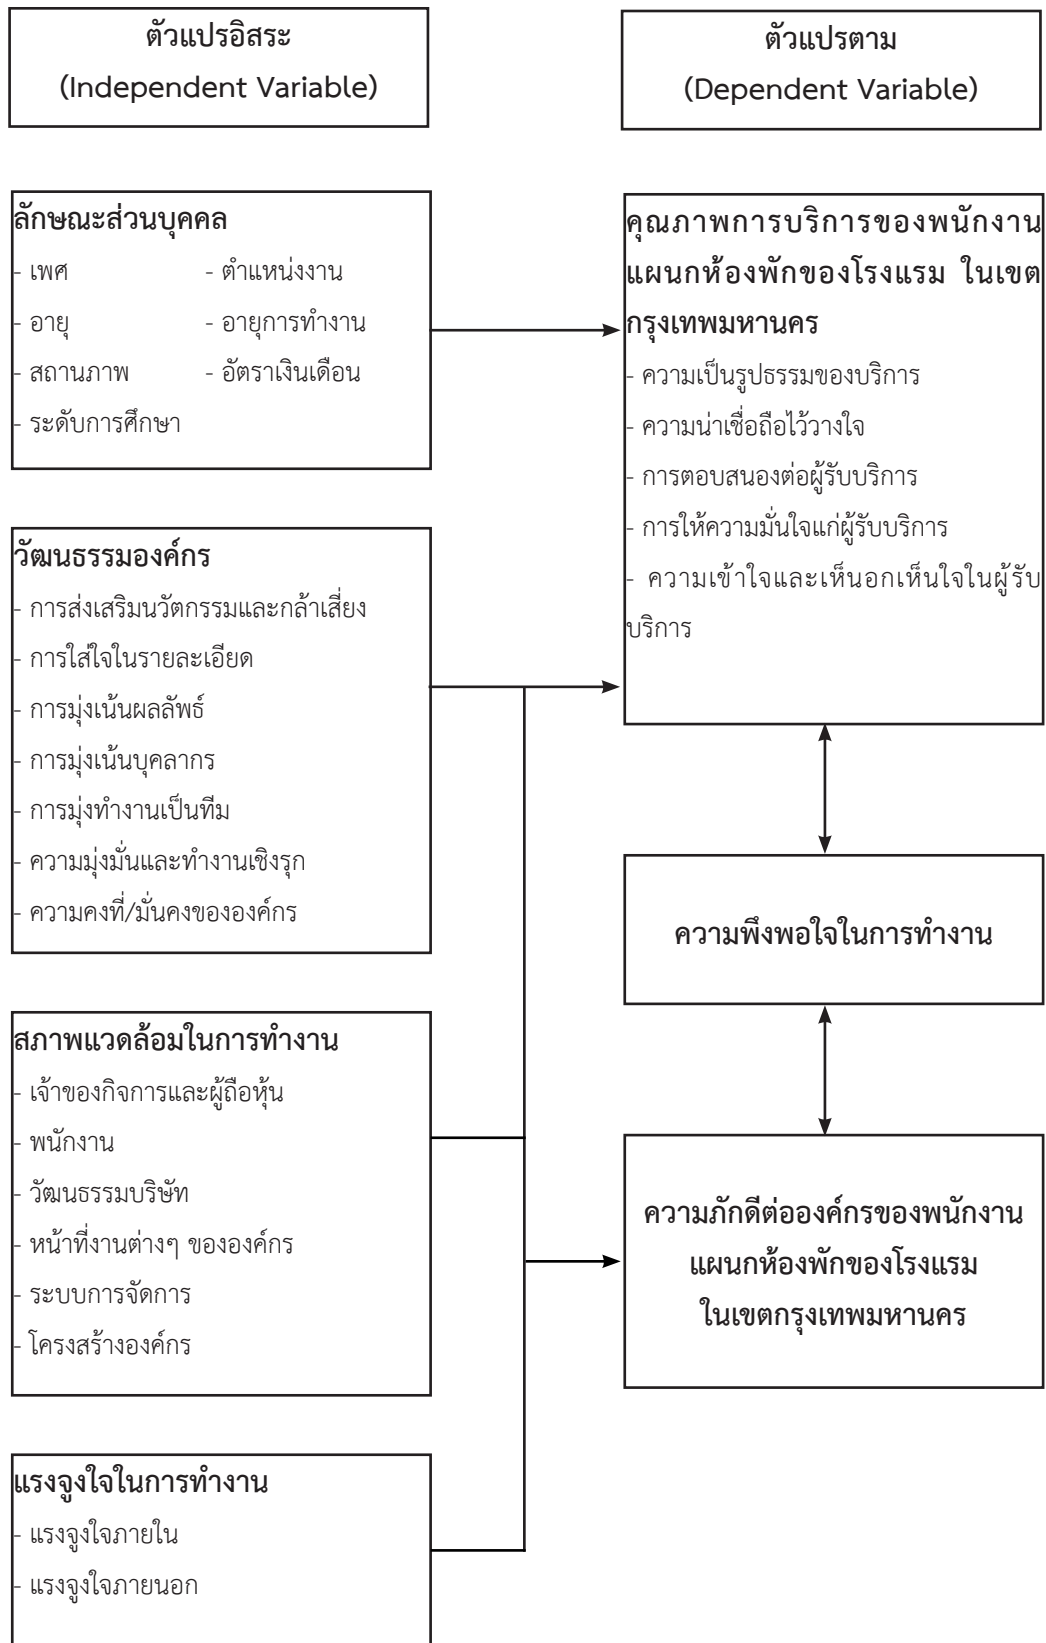 ตัวแปรอิสระ
(Independent Variable)
ตัวแปรตาม
(Dependent Variable)
ลักษณะส่วนบุคคล
- เพศ - ตำแหน่งงาน
- อายุ - อายุการทำงาน
- สถานภาพ - อัตราเงินเดือน
- ระดับการศึกษา
วัฒนธรรมองค์กร
- การส่งเสริมนวัตกรรมและกล้าเสี่ยง
- การใส่ใจในรายละเอียด
- การมุ่งเน้นผลลัพธ์
- การมุ่งเน้นบุคลากร
- การมุ่งทำงานเป็นทีม
- ความมุ่งมั่นและทำงานเชิงรุก
- ความคงที่/มั่นคงขององค์กร
สภาพแวดล้อมในการทำงาน
- เจ้าของกิจการและผู้ถือหุ้น
- พนักงาน
- วัฒนธรรมบริษัท
- หน้าที่งานต่างๆ ขององค์กร
- ระบบการจัดการ
- โครงสร้างองค์กร
แรงจูงใจในการทำงาน
- แรงจูงใจภายใน
- แรงจูงใจภายนอก
คุณภาพการบริการของพนักงาน
แผนกห้องพักของโรงแรม ในเขต
กรุงเทพมหานคร
- ความเป็นรูปธรรมของบริการ
- ความน่าเชื่อถือไว้วางใจ
- การตอบสนองต่อผู้รับบริการ
- การให้ความมั่นใจแก่ผู้รับบริการ
- ความเข้าใจและเห็นอกเห็นใจในผู้รับ
บริการ
ความพึงพอใจในการทำงาน
ความภักดีต่อองค์กรของพนักงาน
แผนกห้องพักของโรงแรม
ในเขตกรุงเทพมหานคร